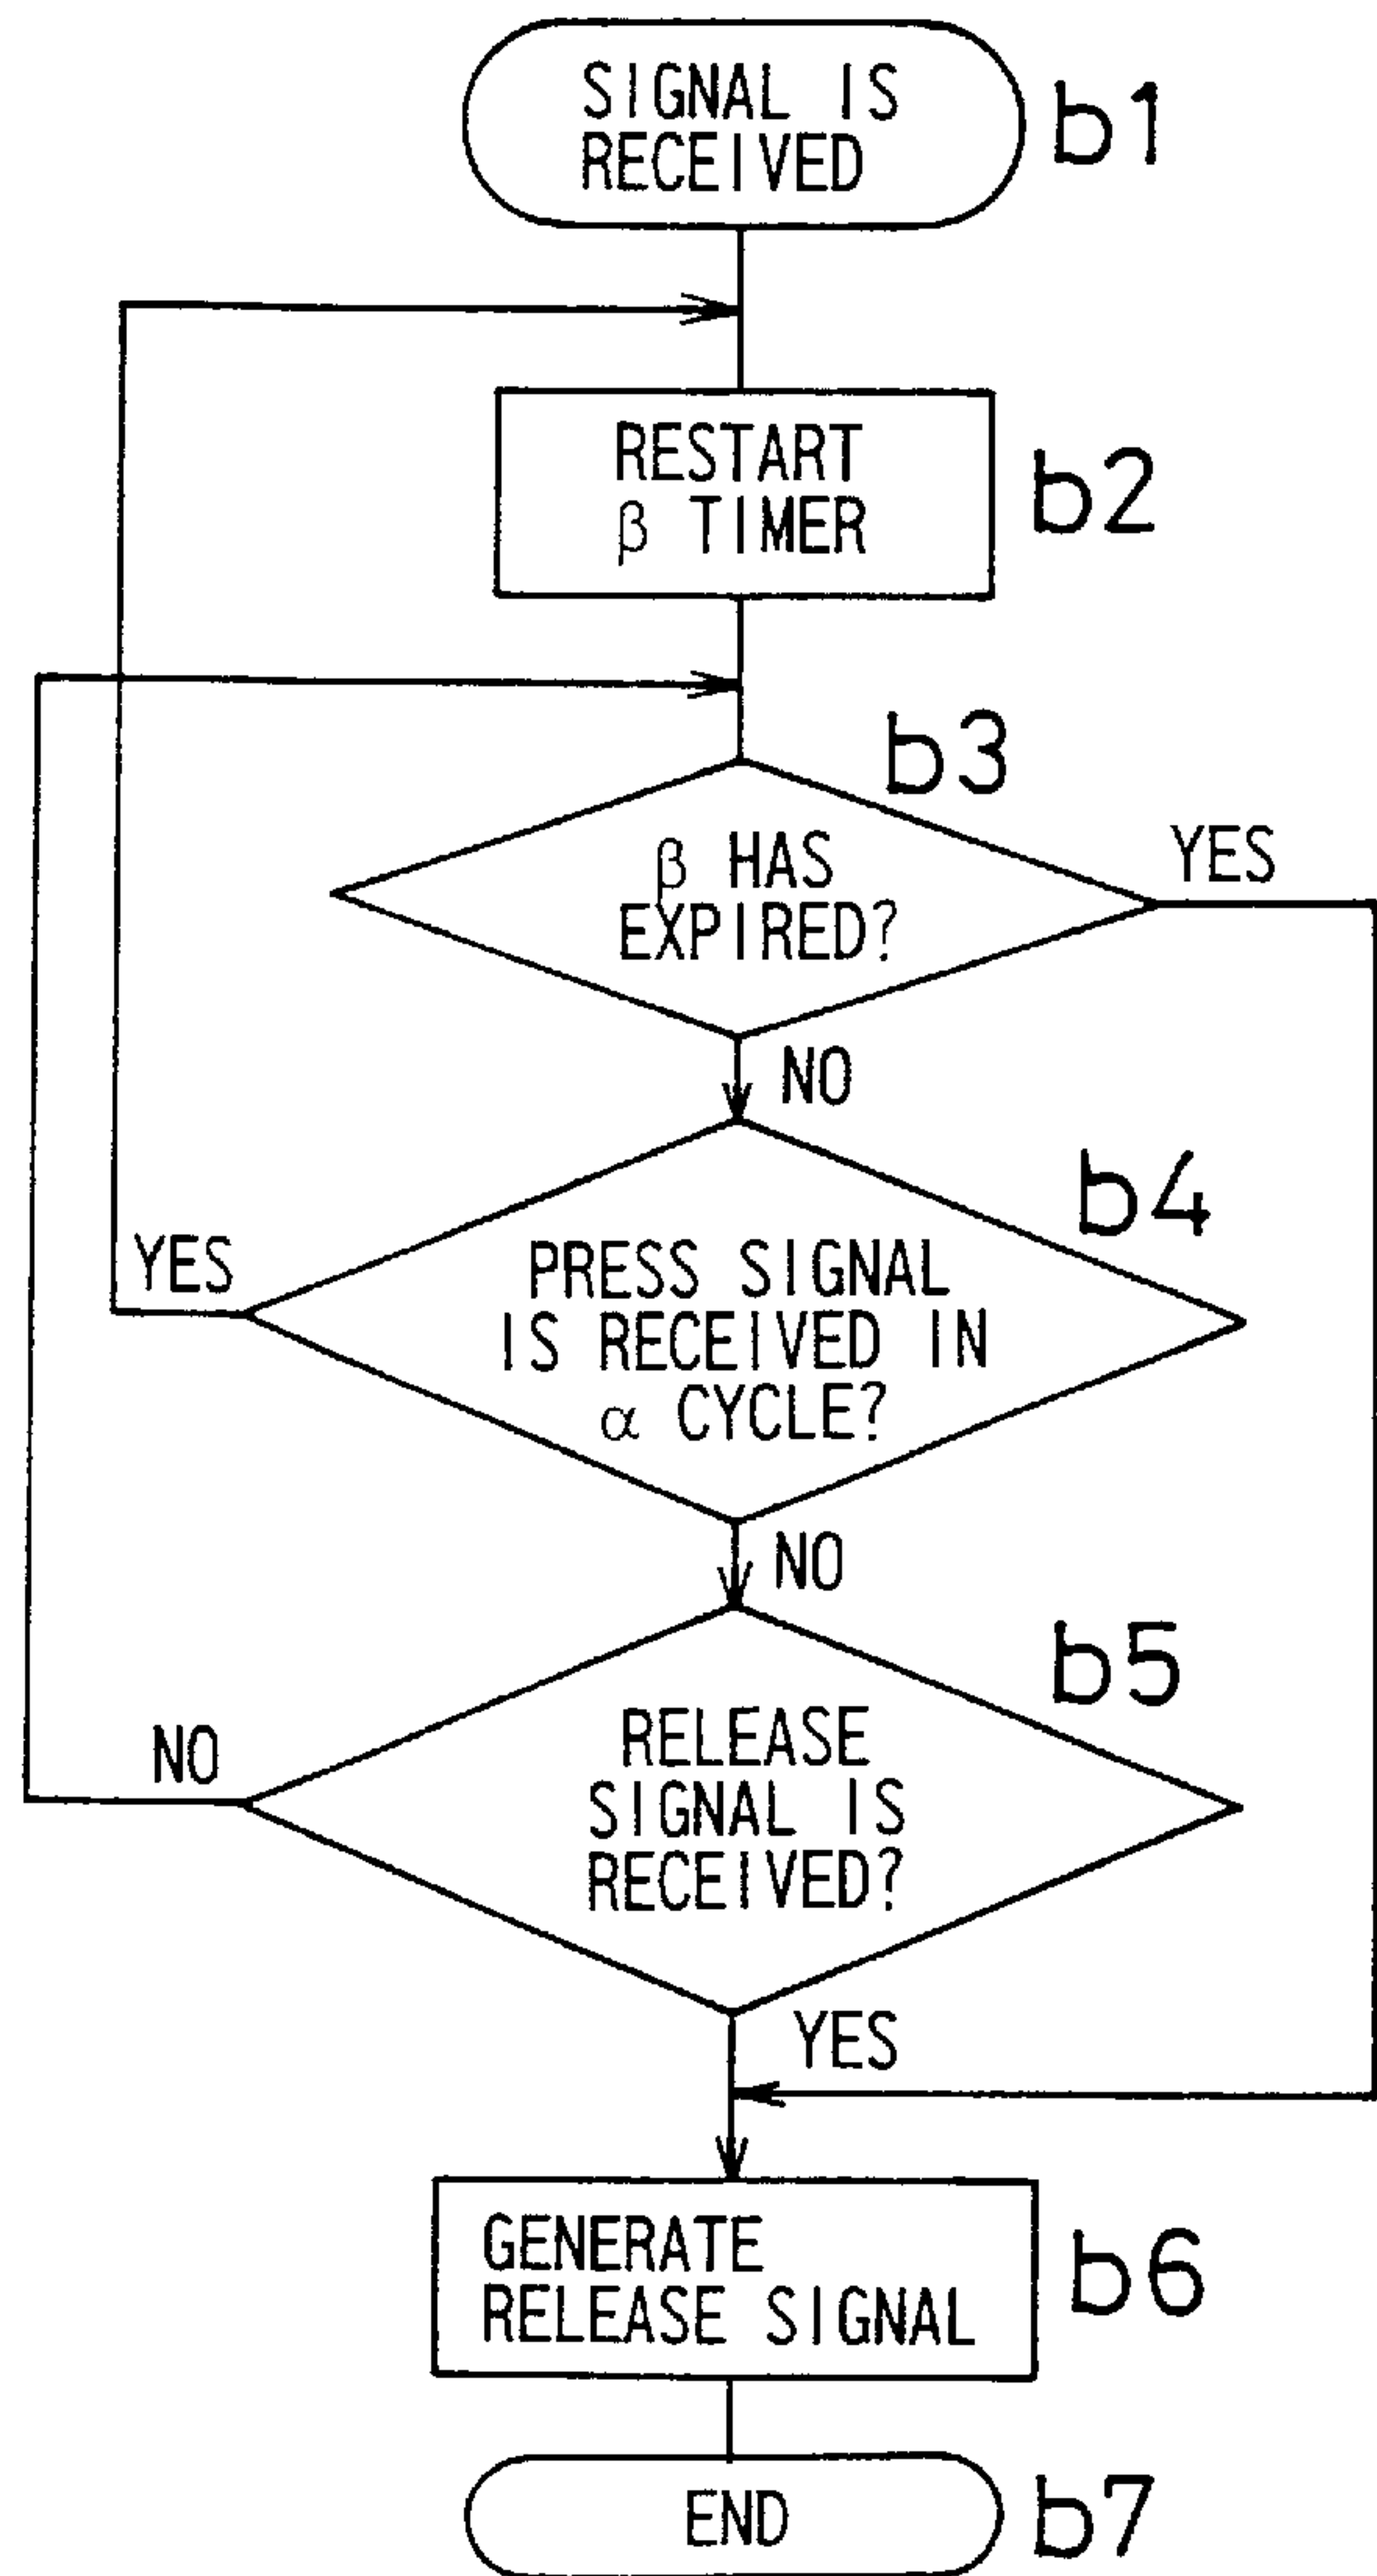 SIGNAL IS
RECEIVED
b1
RESTART
β TIMER
b2
b3
β HAS
EXPIRED?
YES
NO
b4
YES
PRESS SIGNAL
IS RECEIVED IN
α CYCLE?
NO
b5
NO
RELEASE
SIGNAL IS
RECEIVED?
YES
GENERATE
RELEASE SIGNAL
b6
END
b7